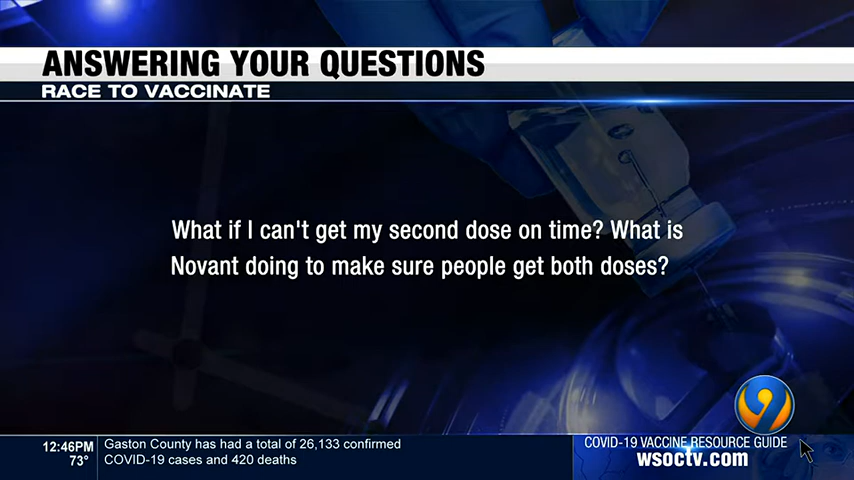 ANSWERING YOUR QUESTIONS
RACE TO VACCINATE
What if I can't get my second dose on time? What is
Novant doing to make sure people get both doses?
9
12:46PM
73°
Gaston County has had a total of 26,133 confirmed
COVID-19 cases and 420 deaths
COVID-19 VACCINE RESOURCE GUIDE
wsoctv.com